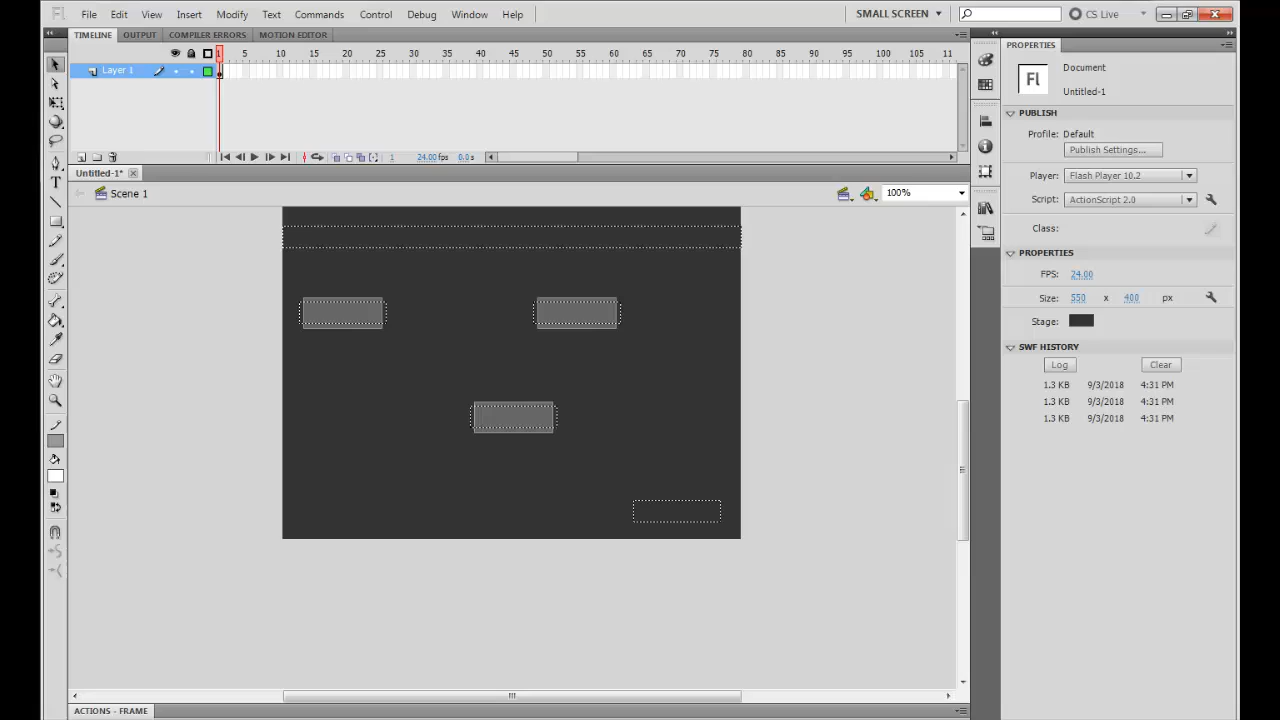 Fl File Edit View Insert Modify Text Commands Control Debug Window Help SMALL SCREEN CS Live
TIMELINE OUTPUT COMPILER ERRORS MOTION EDITOR
1 5 10 15 20 25 30 35 40 45 50 55 60 65 70 75 80 85 90 95 100 105 11
Layer 1
1 24.00 fps 0.0 s
Untitled-1*
Scene 1 100%
ACTIONS - FRAME
PROPERTIES
Fl
Document
Untitled-1
PUBLISH
Profile: Default
Publish Settings...
Player: Flash Player 10.2
Script: ActionScript 2.0
Class:
PROPERTIES
FPS: 24.00
Size: 550 x 400 px
Stage:
SWF HISTORY
Log Clear
1.3 KB 9/3/2018 4:31 PM
1.3 KB 9/3/2018 4:31 PM
1.3 KB 9/3/2018 4:31 PM